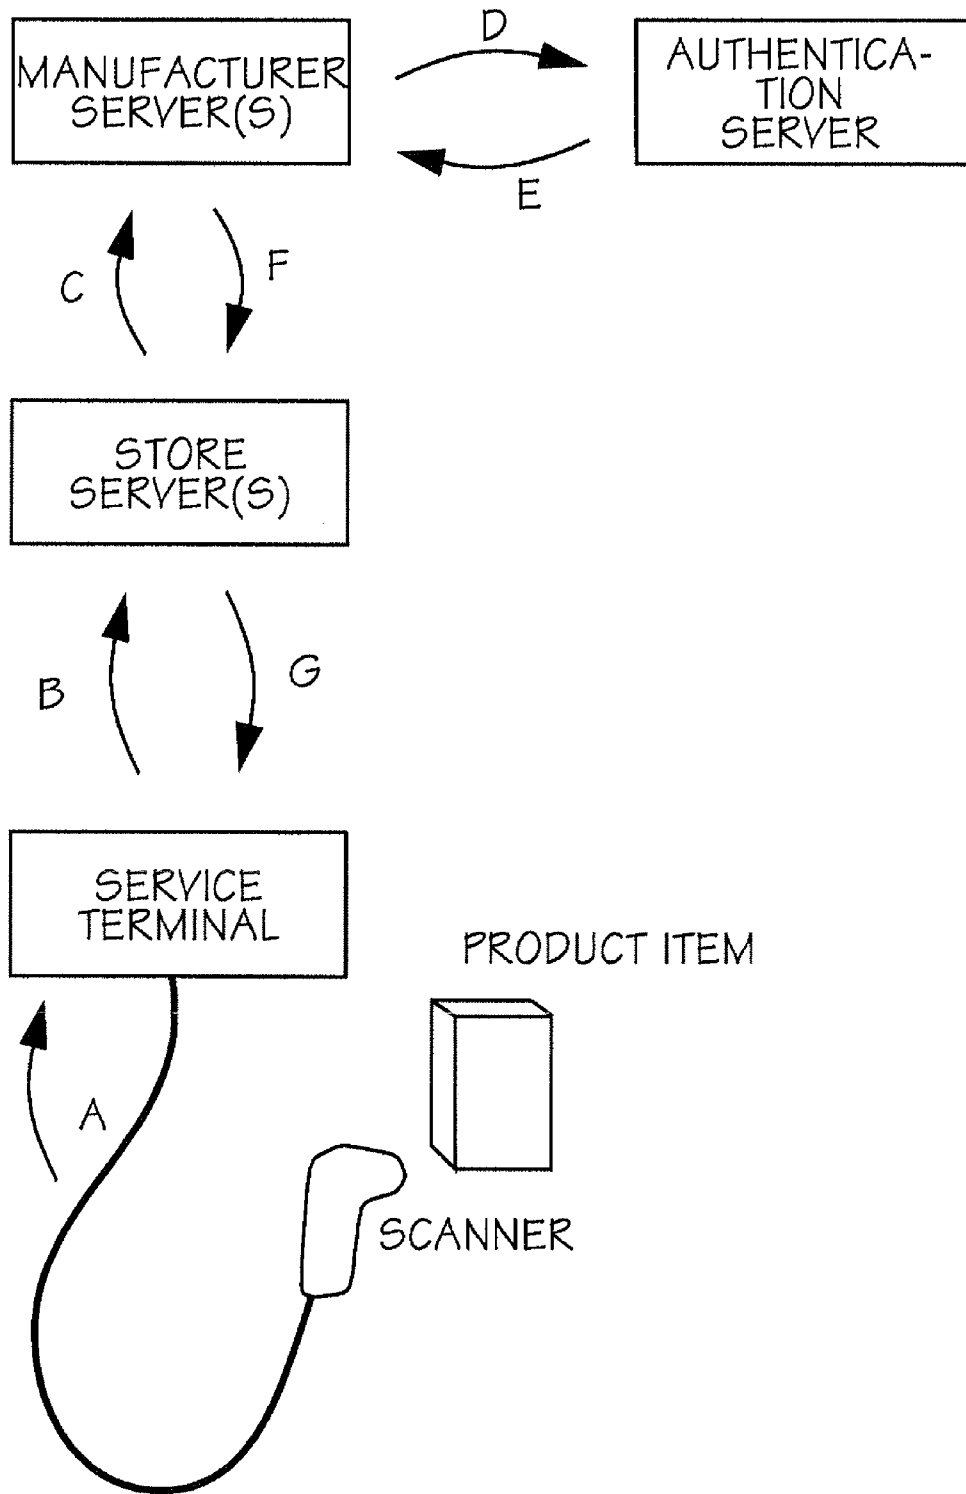 MANUFACTURER
SERVER(S)
D
AUTHENTICA-
TION
SERVER
E
C
F
STORE
SERVER(S)
B
G
SERVICE
TERMINAL
PRODUCT ITEM
A
SCANNER